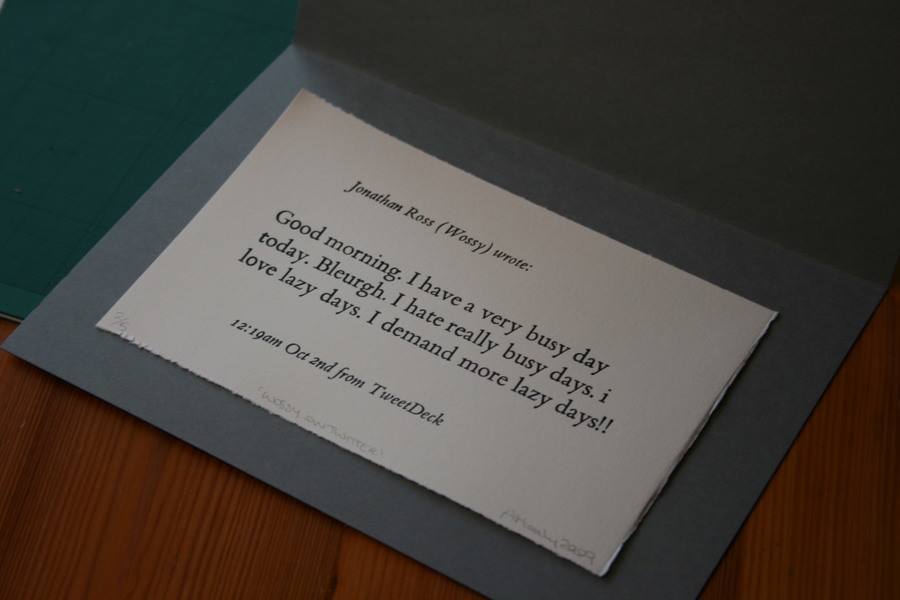 Jonathan Ross (Wossy) wrote:
Good morning. I have a very busy day
today. Bleurgh. I hate really busy days. i
love lazy days. I demand more lazy days!!
12:19am Oct 2nd from TweetDeck
'WOSSY ON TWITTER'
2009